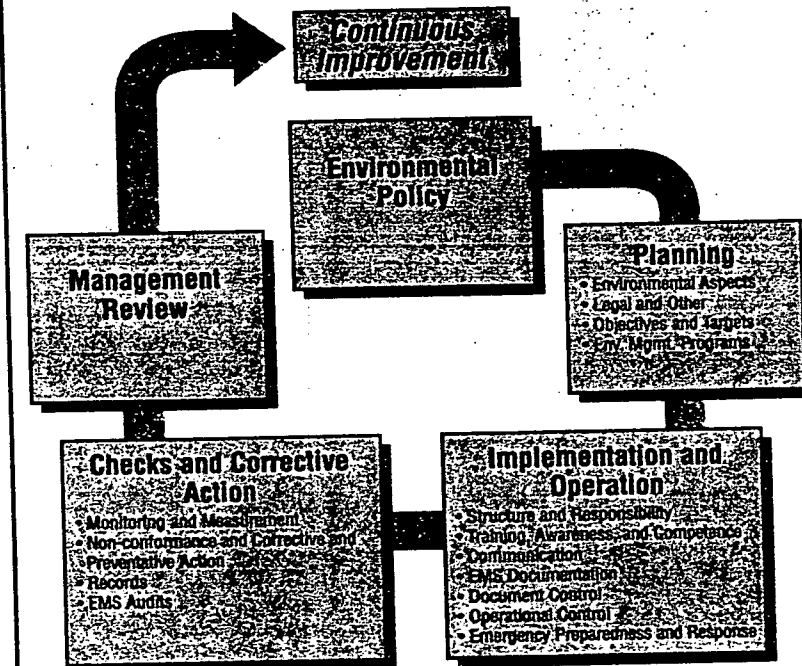 Continuous
Improvement
Environmental
Policy
Planning
• Environmental Aspects
• Legal and Other
• Objectives and Targets
• Env. Mgmt. Programs
Management
Review
Checks and Corrective
Action
• Monitoring and Measurement
• Non-conformance and Corrective and
• Preventative Action
• Records
• EMS Audits
Implementation and
Operation
• Structure and Responsibility
• Training, Awareness, and Competence
• Communication
• EMS Documentation
• Document Control
• Operational Control
• Emergency Preparedness and Response